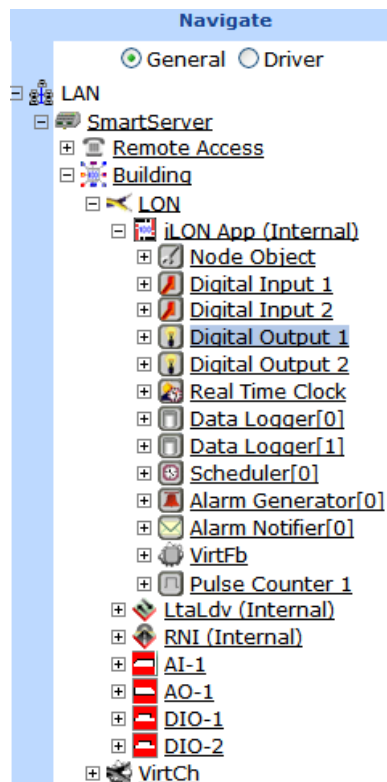 Navigate
General Driver
LAN
SmartServer
Remote Access
Building
LON
iLON App (Internal)
Node Object
Digital Input 1
Digital Input 2
Digital Output 1
Digital Output 2
Real Time Clock
Data Logger[0]
Data Logger[1]
Scheduler[0]
Alarm Generator[0]
Alarm Notifier[0]
VirtFb
Pulse Counter 1
LtaLdv (Internal)
RNI (Internal)
AI-1
AO-1
DIO-1
DIO-2
VirtCh